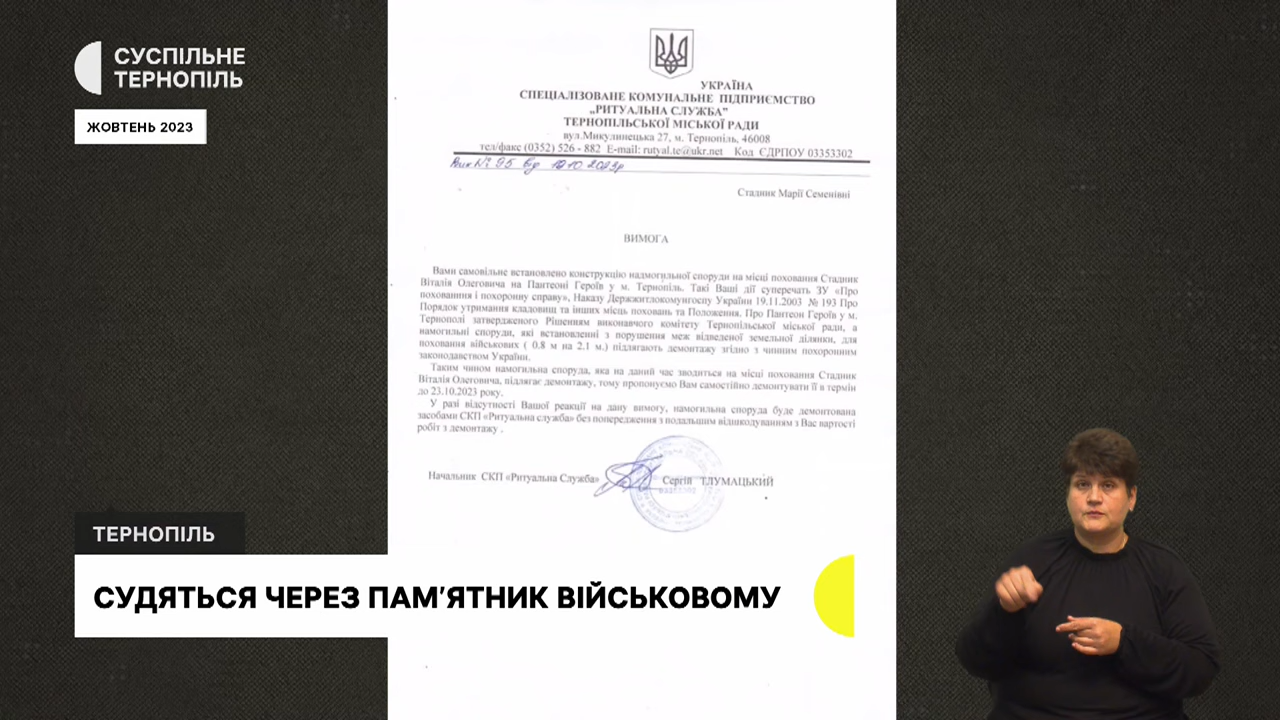 СУСПІЛЬНЕ
ТЕРНОПІЛЬ
ЖОВТЕНЬ 2023
УКРАЇНА
СПЕЦІАЛІЗОВАНЕ КОМУНАЛЬНЕ ПІДПРИЄМСТВО
„РИТУАЛЬНА СЛУЖБА"
ТЕРНОПІЛЬСЬКОЇ МІСЬКОЇ РАДИ
вул.Микулинецька 27, м. Тернопіль, 46008
тел/факс (0352) 526 - 882 E-mail: rutyal.te@ukr.net Код ЄДРПОУ 03353302
Вих № 95 від 19.10.2023р
Стадник Марії Семенівні
ВИМОГА
Вами самовільне встановлено конструкцію надмогильної споруди на місці поховання Стадник
Віталія Олеговича на Пантеоні Героїв у м. Тернопіль. Такі Ваші дії суперечать ЗУ «Про
поховання і похоронну справу», Наказу Держжитлокомунгоспу України 19.11.2003 № 193 Про
Порядок утримання кладовищ та інших місць поховань та Положення. Про Пантеон Героїв у м.
Тернополі затвердженого Рішенням виконавчого комітету Тернопільської міської ради, а
намогильні споруди, які встановленні з порушення меж відведеної земельної ділянки, для
поховання військових ( 0.8 м на 2.1 м.) підлягають демонтажу згідно з чинним похоронним
законодавством України.
Таким чином намогильна споруда, яка на даний час зводиться на місці поховання Стадник
Віталія Олеговича, підлягає демонтажу, тому пропонуємо Вам самостійно демонтувати її в термін
до 23.10.2023 року.
У разі відсутності Вашої реакції на дану вимогу, намогильна споруда буде демонтована
засобами СКП «Ритуальна служба» без попередження з подальшим відшкодуванням з Вас вартості
робіт з демонтажу .
Начальник СКП «Ритуальна Служба» Сергій ТЛУМАЦЬКИЙ
ТЕРНОПІЛЬ
СУДЯТЬСЯ ЧЕРЕЗ ПАМ'ЯТНИК ВІЙСЬКОВОМУ